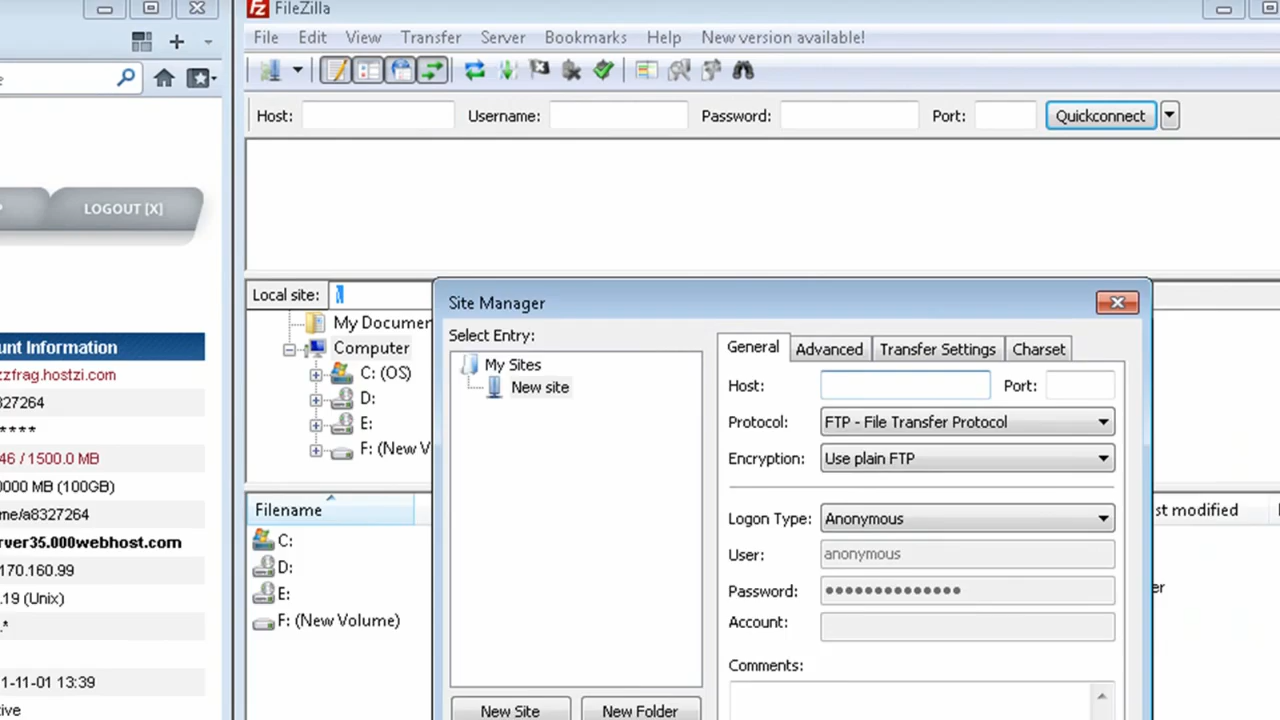 FileZilla
File Edit View Transfer Server Bookmarks Help New version available!
Host: Username: Password: Port: Quickconnect
LOGOUT [X]
Local site: \
My Documen
Computer
C: (OS)
D:
E:
F: (New V
Filename
C:
D:
E:
F: (New Volume)
unt Information
zzfrag.hostzi.com
327264
****
46 / 1500.0 MB
0000 MB (100GB)
me/a8327264
rver35.000webhost.com
170.160.99
.19 (Unix)
.*
1-11-01 13:39
tive
Site Manager
Select Entry:
My Sites
New site
New Site New Folder
General Advanced Transfer Settings Charset
Host: Port:
Protocol: FTP - File Transfer Protocol
Encryption: Use plain FTP
Logon Type: Anonymous
User: anonymous
Password: ••••••••••••••
Account:
Comments:
st modified
er